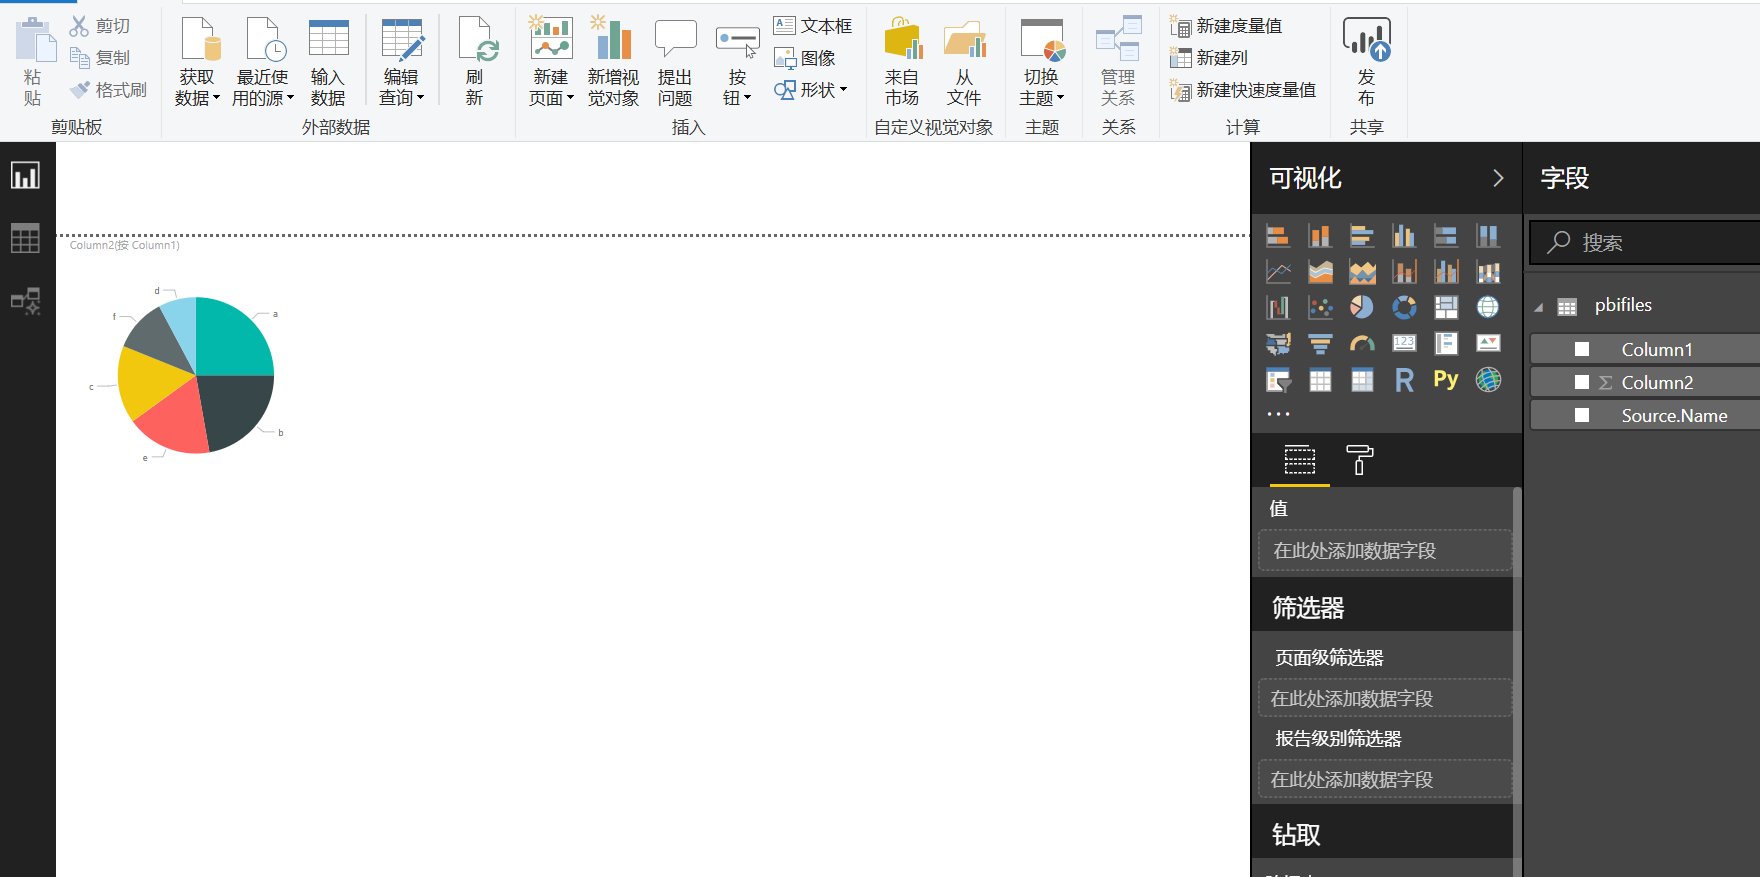 剪切
复制
格式刷
粘
贴
剪贴板
获取
数据
最近使
用的源
输入
数据
编辑
查询
刷
新
外部数据
新建
页面
新增视
觉对象
提出
问题
按
钮
文本框
图像
形状
插入
来自
市场
从
文件
自定义视觉对象
切换
主题
主题
管理
关系
关系
新建度量值
新建列
新建快速度量值
计算
发
布
共享
Column2(按 Column1)
d
a
f
c
b
e
可视化
123
R
Py
值
在此处添加数据字段
筛选器
页面级筛选器
在此处添加数据字段
报告级别筛选器
在此处添加数据字段
钻取
字段
搜索
pbifiles
Column1
Σ Column2
Source.Name